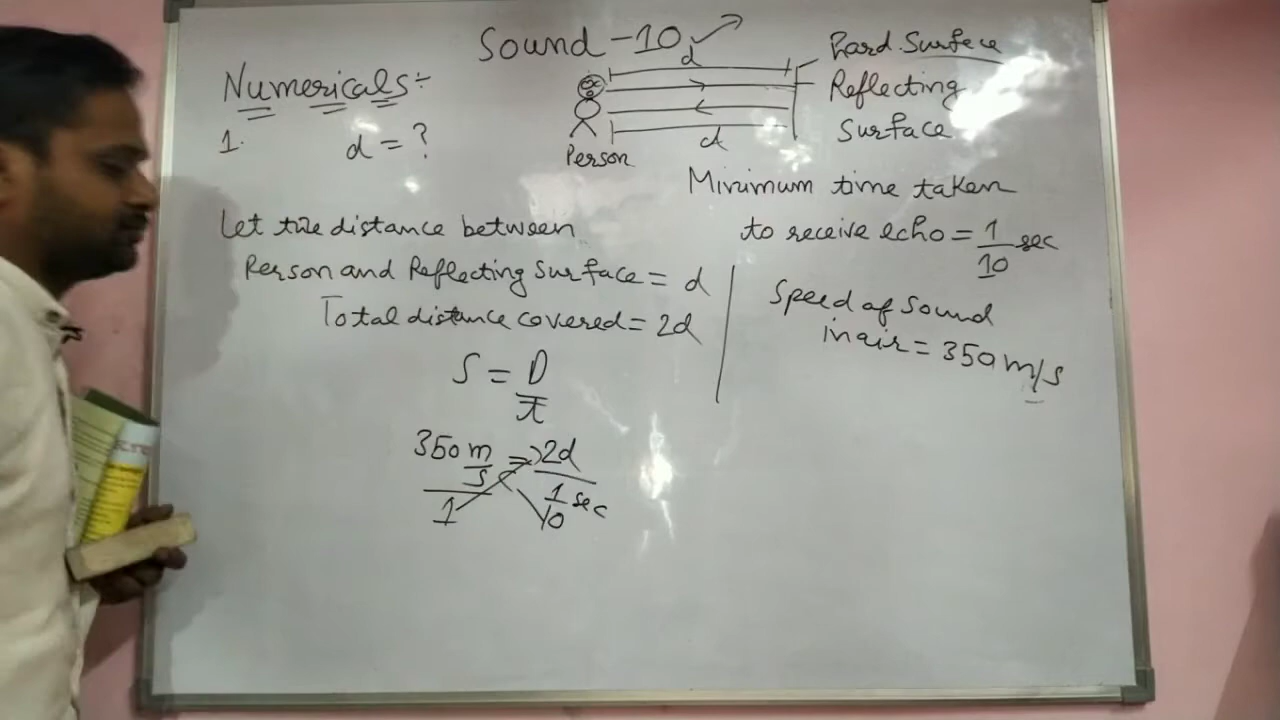 Sound-10
Numericals:-
1. d = ?
d
d
Person
hard Surface
Reflecting
Surface
Minimum time taken
to receive echo = 1/10 sec
Speed of Sound
in air = 350 m/s
Let the distance between
Person and Reflecting Surface = d
Total distance covered = 2d
S = D/t
350 m/s / 1 = 2d / 1/10 sec